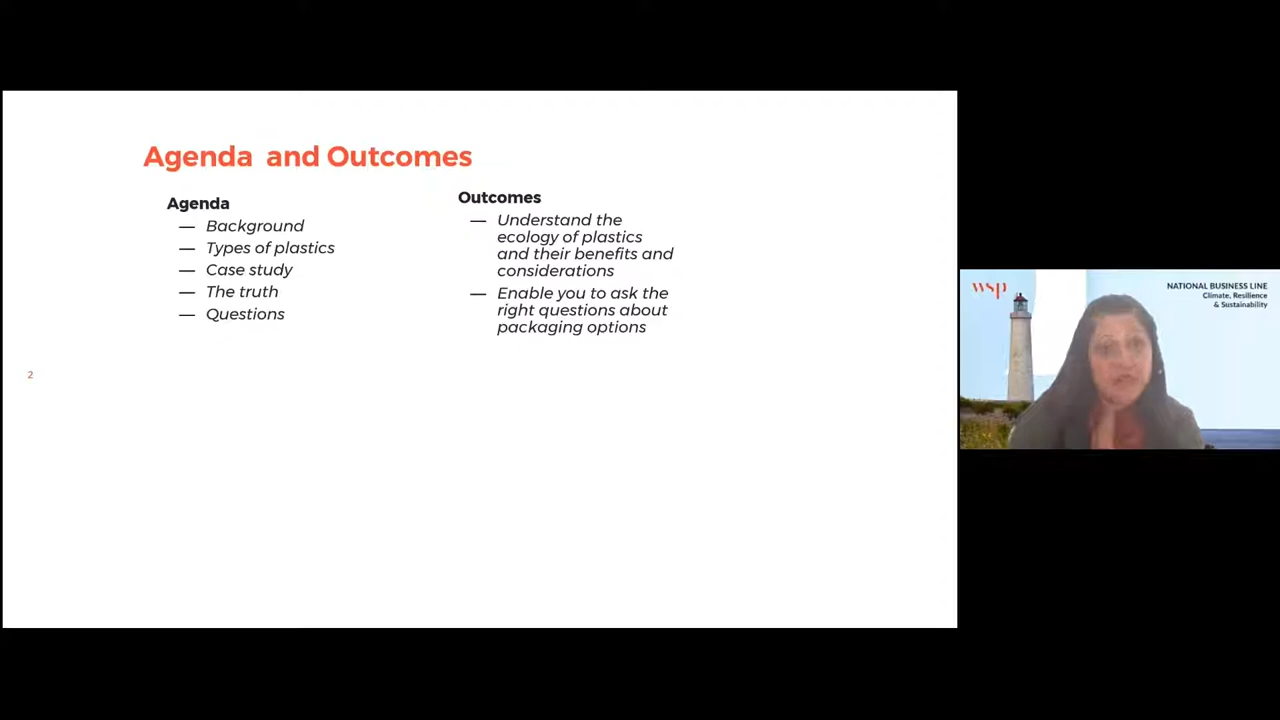 Agenda and Outcomes
Agenda
— Background
— Types of plastics
— Case study
— The truth
— Questions
Outcomes
— Understand the
ecology of plastics
and their benefits and
considerations
— Enable you to ask the
right questions about
packaging options
2
wsp
NATIONAL BUSINESS LINE
Climate, Resilience
& Sustainability